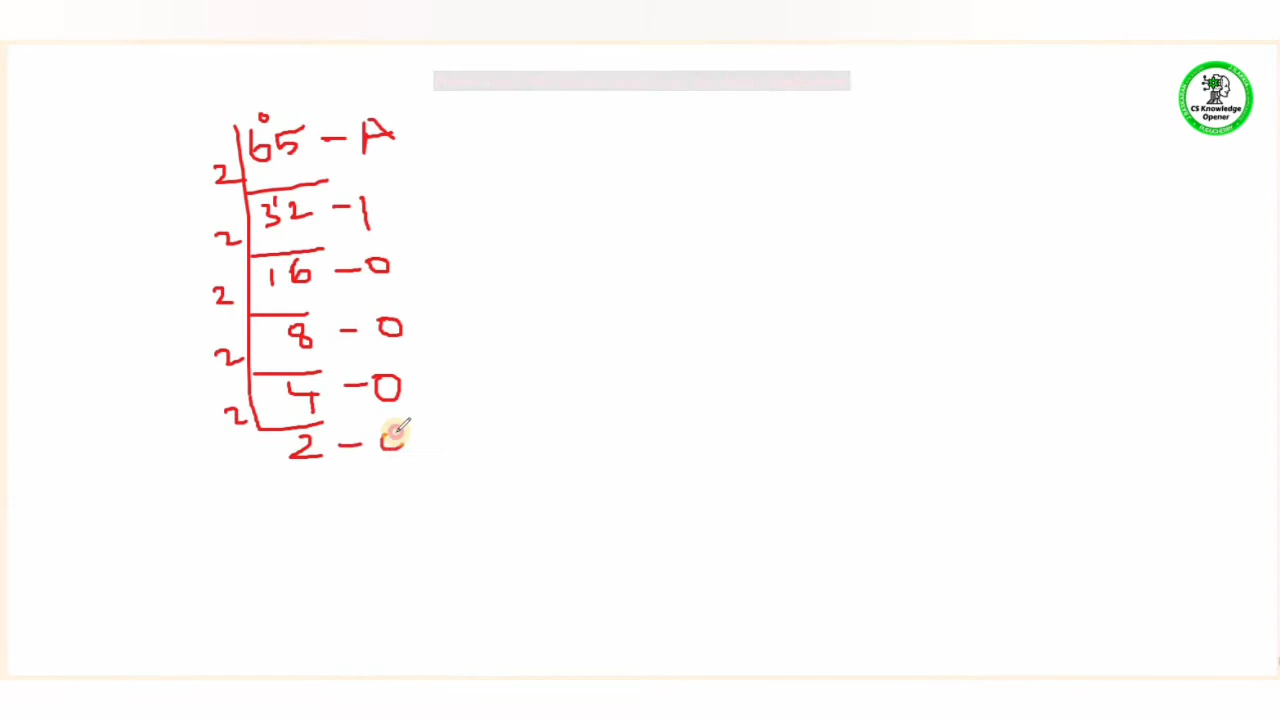 65 - A
2
32 - 1
2
16 - 0
2
8 - 0
2
4 - 0
2
2 - 0
CS Knowledge
Opener